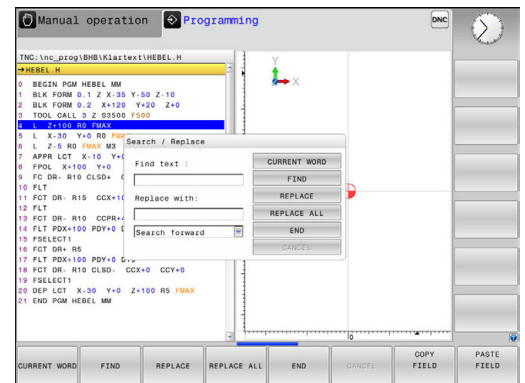 Manual operation
Programming
DNC
TNC:\nc_prog\BHB\Klartext\HEBEL.H
→HEBEL.H
0 BEGIN PGM HEBEL MM
1 BLK FORM 0.1 Z X-35 Y-50 Z-10
2 BLK FORM 0.2 X+120 Y+20 Z+0
3 TOOL CALL 3 Z S3500 F500
4 L Z+100 R0 FMAX
5 L X-30 Y+0 R0 FMA
6 L Z-5 R0 FMAX M3
7 APPR LCT X-10 Y+
8 FPOL X+100 Y+0
9 FC DR- R10 CLSD+
10 FLT
11 FCT DR- R15 CCX+10
12 FLT
13 FCT DR- R10 CCPR+
14 FLT PDX+100 PDY+0
15 FSELECT1
16 FCT DR+ R5
17 FLT PDX+100 PDY+0
18 FCT DR- R10 CLSD- CCX+0 CCY+0
19 FSELECT1
20 DEP LCT X-30 Y+0 Z+100 R5 FMAX
21 END PGM HEBEL MM
Y
X
0
Search / Replace
Find text :
Replace with:
Search forward
CURRENT WORD
FIND
REPLACE
REPLACE ALL
END
CANCEL
CURRENT WORD
FIND
REPLACE
REPLACE ALL
END
CANCEL
COPY FIELD
PASTE FIELD